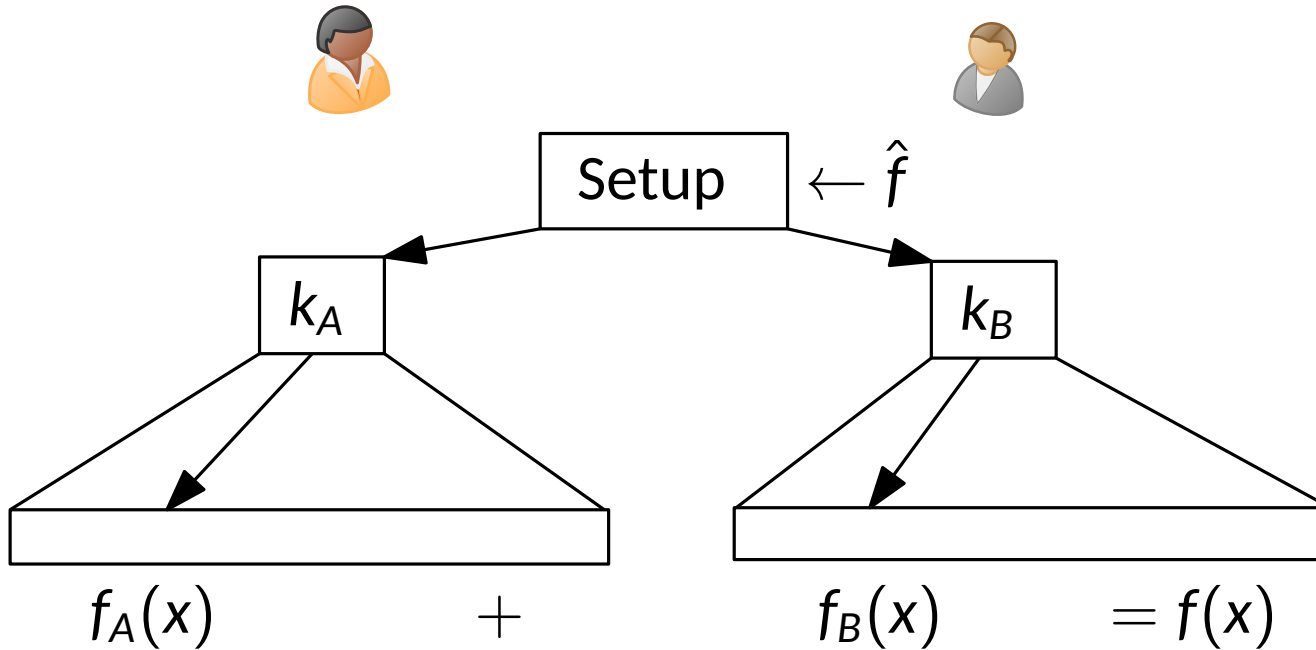 Setup ← f̂
k_A
k_B
f_A(x) + f_B(x) = f(x)